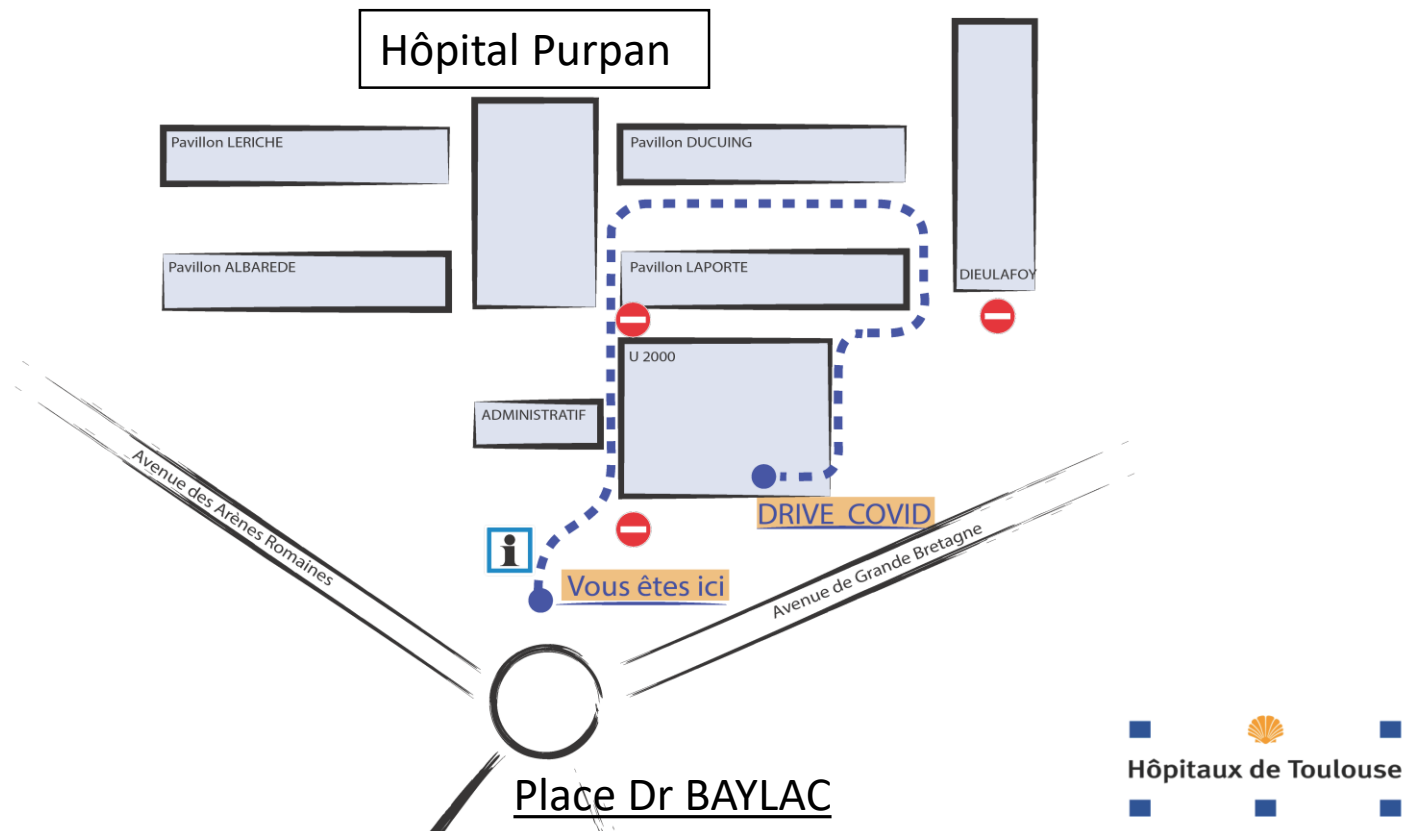 Hôpital Purpan
Pavillon LERICHE
Pavillon DUCUING
Pavillon ALBAREDE
Pavillon LAPORTE
DIEULAFOY
U 2000
ADMINISTRATIF
Avenue des Arènes Romaines
DRIVE COVID
i
Vous êtes ici
Avenue de Grande Bretagne
Place Dr BAYLAC
Hôpitaux de Toulouse